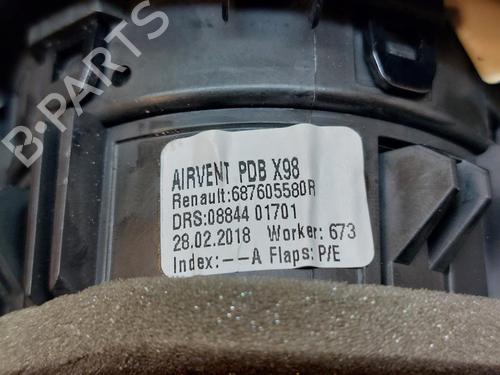 B-PARTS
AIRVENT PDB X98
Renault:687605580R
DRS:08844 01701
28.02.2018 Worker: 673
Index:--A Flaps: P/E